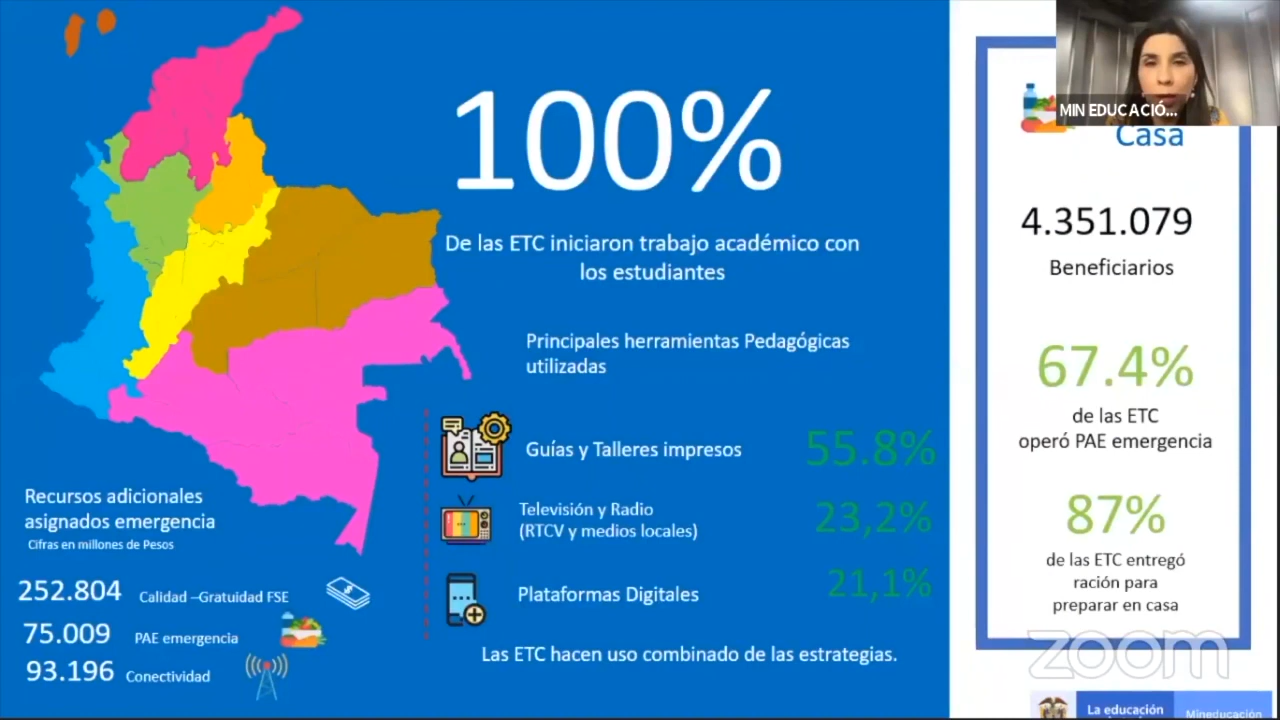 100%
De las ETC iniciaron trabajo académico con
los estudiantes
Principales herramientas Pedagógicas
utilizadas
Guías y Talleres impresos 55.8%
Televisión y Radio
(RTCV y medios locales) 23,2%
Plataformas Digitales 21,1%
Las ETC hacen uso combinado de las estrategias.
Recursos adicionales
asignados emergencia
Cifras en millones de Pesos
252.804 Calidad –Gratuidad FSE
75.009 PAE emergencia
93.196 Conectividad
MIN EDUCACIÓ...
Casa
4.351.079
Beneficiarios
67.4%
de las ETC
operó PAE emergencia
87%
de las ETC entregó
ración para
preparar en casa
zoom
La educación
Mineducación